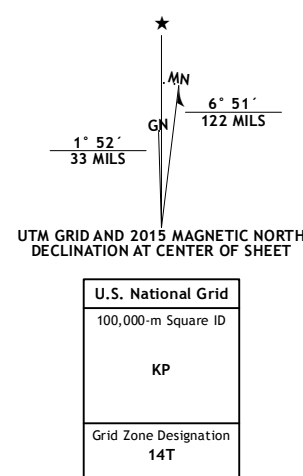 ★
MN
GN
6° 51´
122 MILS
1° 52´
33 MILS
UTM GRID AND 2015 MAGNETIC NORTH
DECLINATION AT CENTER OF SHEET
U.S. National Grid
100,000-m Square ID
KP
Grid Zone Designation
14T